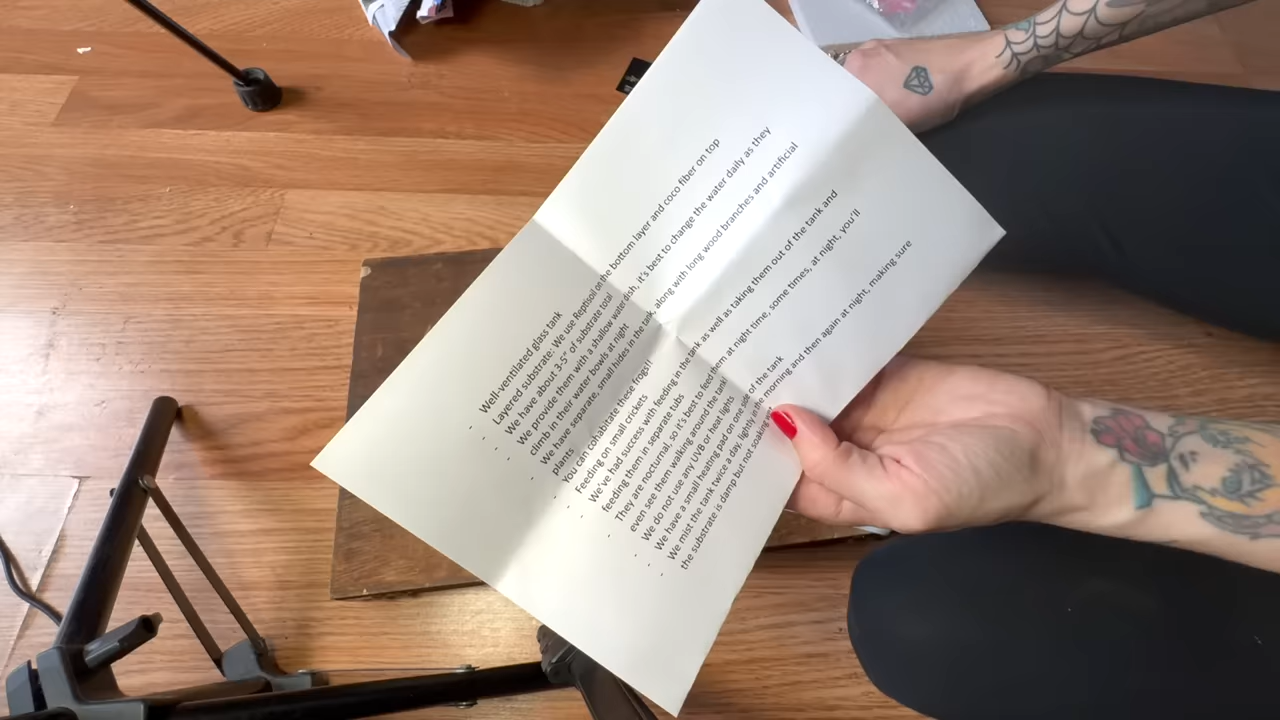 - Well-ventilated glass tank
- Layered substrate: We use Reptisoil on the bottom layer and coco fiber on top
- We have about 3-5" of substrate total
- We provide them with a shallow water dish, it's best to change the water daily as they
climb in their water bowls at night
- We have separate, small hides in the tank, along with long wood branches and artificial
plants
- You can cohabitate these frogs!!
- Feeding on small crickets
- We've had success with feeding in the tank as well as taking them out of the tank and
feeding them in separate tubs
- They are nocturnal, so it's best to feed them at night time, some times, at night, you'll
even see them walking around the tank!
- We do not use any UVB or heat lights
- We have a small heating pad on one side of the tank
- We mist the tank twice a day, lightly in the morning and then again at night, making sure
the substrate is damp but not soaking